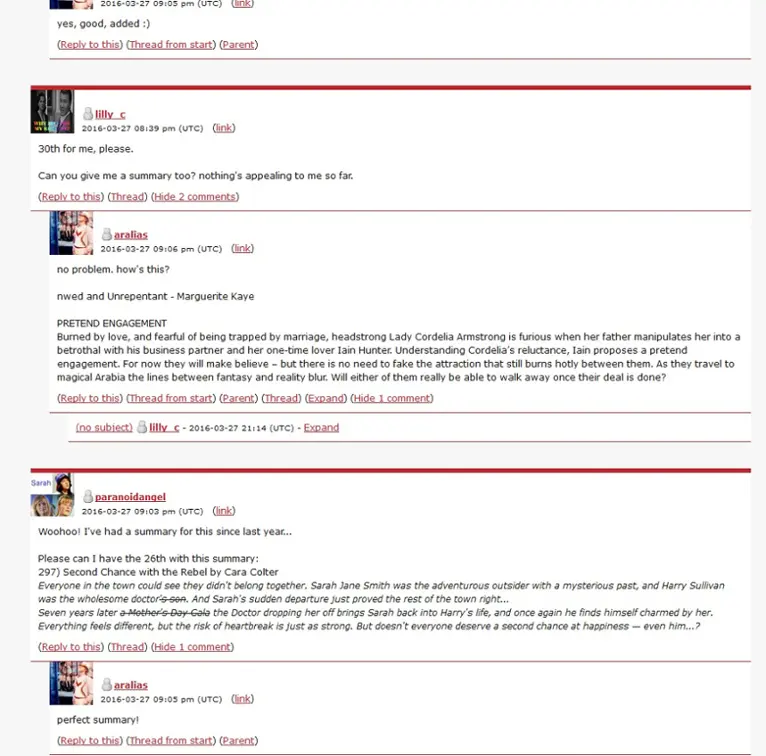 2016-03-27 09:05 pm (UTC) (link)
yes, good, added :)
(Reply to this) (Thread from start) (Parent)
lilly_c
2016-03-27 08:39 pm (UTC) (link)
30th for me, please.
Can you give me a summary too? nothing's appealing to me so far.
(Reply to this) (Thread) (Hide 2 comments)
aralias
2016-03-27 09:06 pm (UTC) (link)
no problem. how's this?
nwed and Unrepentant - Marguerite Kaye
PRETEND ENGAGEMENT
Burned by love, and fearful of being trapped by marriage, headstrong Lady Cordelia Armstrong is furious when her father manipulates her into a
betrothal with his business partner and her one-time lover Iain Hunter. Understanding Cordelia's reluctance, Iain proposes a pretend
engagement. For now they will make believe – but there is no need to fake the attraction that still burns hotly between them. As they travel to
magical Arabia the lines between fantasy and reality blur. Will either of them really be able to walk away once their deal is done?
(Reply to this) (Thread from start) (Parent) (Thread) (Expand) (Hide 1 comment)
(no subject) lilly_c - 2016-03-27 21:14 (UTC) - Expand
Sarah
paranoidangel
2016-03-27 09:03 pm (UTC) (link)
Woohoo! I've had a summary for this since last year...
Please can I have the 26th with this summary:
297) Second Chance with the Rebel by Cara Colter
Everyone in the town could see they didn't belong together. Sarah Jane Smith was the adventurous outsider with a mysterious past, and Harry Sullivan
was the wholesome doctor's son. And Sarah's sudden departure just proved the rest of the town right...
Seven years later a Mother's Day Gala the Doctor dropping her off brings Sarah back into Harry's life, and once again he finds himself charmed by her.
Everything feels different, but the risk of heartbreak is just as strong. But doesn't everyone deserve a second chance at happiness — even him...?
(Reply to this) (Thread) (Hide 1 comment)
aralias
2016-03-27 09:05 pm (UTC) (link)
perfect summary!
(Reply to this) (Thread from start) (Parent)